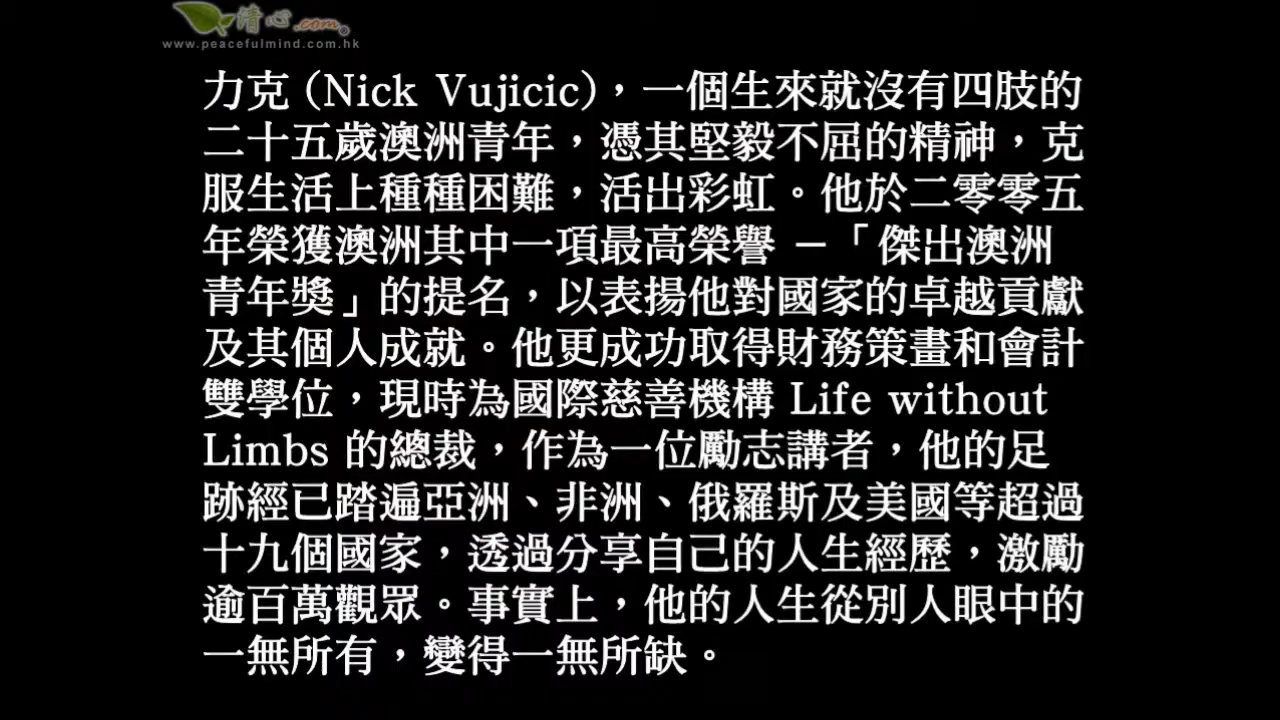 清心.com
www.peacefulmind.com.hk
力克 (Nick Vujicic)，一個生來就沒有四肢的
二十五歲澳洲青年，憑其堅毅不屈的精神，克
服生活上種種困難，活出彩虹。他於二零零五
年榮獲澳洲其中一項最高榮譽 –「傑出澳洲
青年獎」的提名，以表揚他對國家的卓越貢獻
及其個人成就。他更成功取得財務策畫和會計
雙學位，現時為國際慈善機構 Life without
Limbs 的總裁，作為一位勵志講者，他的足
跡經已踏遍亞洲、非洲、俄羅斯及美國等超過
十九個國家，透過分享自己的人生經歷，激勵
逾百萬觀眾。事實上，他的人生從別人眼中的
一無所有，變得一無所缺。